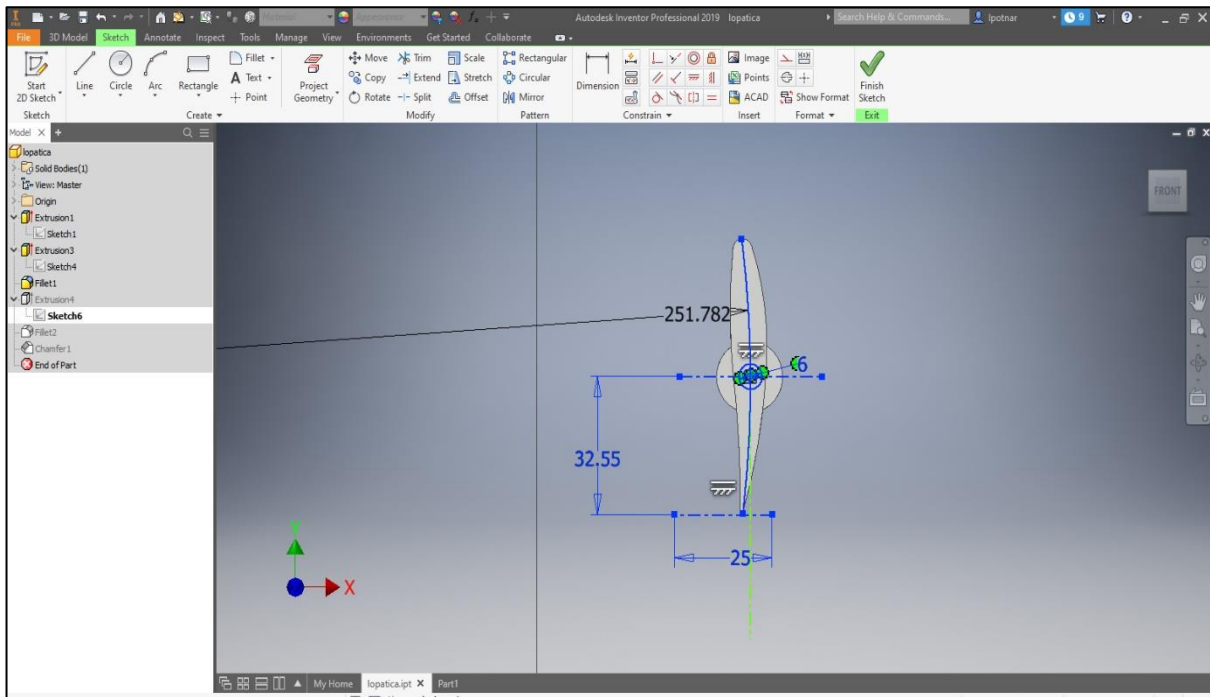 I
PRO
Material
Appearance
Autodesk Inventor Professional 2019 lopatica
Search Help & Commands...
lpotnar
9
File 3D Model Sketch Annotate Inspect Tools Manage View Environments Get Started Collaborate
Start
2D Sketch
Line
Circle
Arc
Rectangle
Fillet
Text
Point
Project
Geometry
Move
Trim
Scale
Copy
Extend
Stretch
Rotate
Split
Offset
Rectangular
Circular
Mirror
Dimension
Image
Points
ACAD
Show Format
Finish
Sketch
Sketch
Create
Modify
Pattern
Constrain
Insert
Format
Exit
Model
lopatica
Solid Bodies(1)
View: Master
Origin
Extrusion1
Sketch1
Extrusion3
Sketch4
Fillet1
Extrusion4
Sketch6
Fillet2
Chamfer1
End of Part
FRONT
251.782
6
32.55
25
Y
X
My Home
lopatica.ipt
Part1